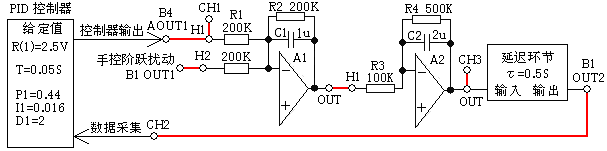 PID 控制器
给定值
R(1)=2.5V
T=0.05S
P1=0.44
I1=0.016
D1=2
控制器输出
B4
AOUT1
CH1
H1
R1
200K
手控阶跃扰动
B1 OUT1
H2
200K
R2 200K
C1 1u
A1
OUT
H1
R3
100K
R4 500K
C2 2u
A2
CH3
OUT
延迟环节
τ=0.5S
输入 输出
B1
OUT2
数据采集
CH2